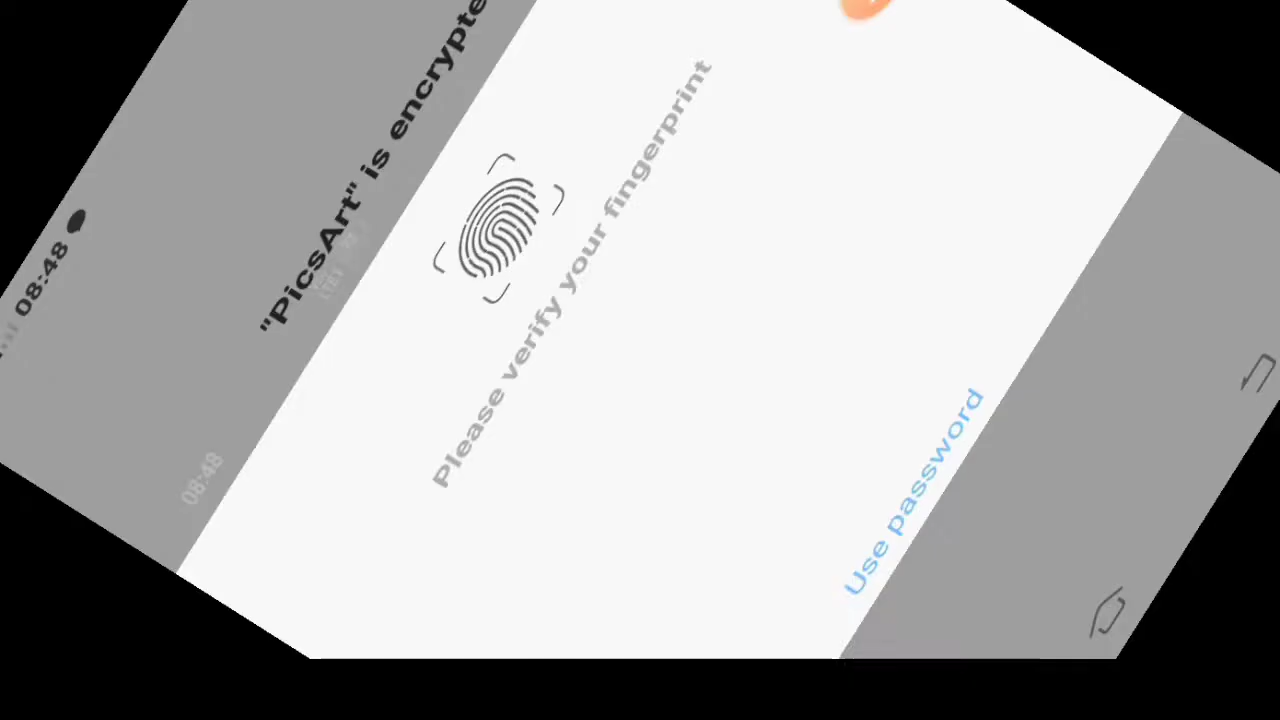 08:48
"PicsArt" is encrypte
08:48
Please verify your fingerprint
Use password